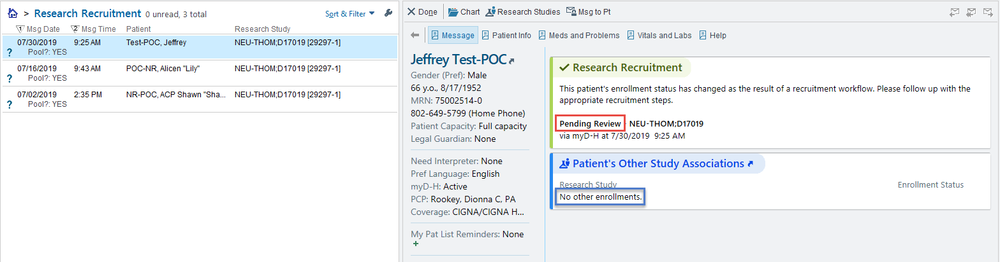 > Research Recruitment 0 unread, 3 total Sort & Filter
1 Msg Date 2 Msg Time Patient Research Study
07/30/2019 9:25 AM Test-POC, Jeffrey NEU-THOM;D17019 [29297-1]
? Pool?: YES
07/16/2019 9:43 AM POC-NR, Alicen "Lily" NEU-THOM;D17019 [29297-1]
? Pool?: YES
07/02/2019 2:35 PM NR-POC, ACP Shawn "Sha... NEU-THOM;D17019 [29297-1]
? Pool?: YES
Done Chart Research Studies Msg to Pt
Message Patient Info Meds and Problems Vitals and Labs Help
Jeffrey Test-POC
Gender (Pref): Male
66 y.o., 8/17/1952
MRN: 75002514-0
802-649-5799 (Home Phone)
Patient Capacity: Full capacity
Legal Guardian: None
Need Interpreter: None
Pref Language: English
myD-H: Active
PCP: Rookey, Dionna C, PA
Coverage: CIGNA/CIGNA H...
My Pat List Reminders: None
+
Research Recruitment
This patient's enrollment status has changed as the result of a recruitment workflow. Please follow up with the
appropriate recruitment steps.
Pending Review - NEU-THOM;D17019
via myD-H at 7/30/2019 9:25 AM
Patient's Other Study Associations
Research Study Enrollment Status
No other enrollments.